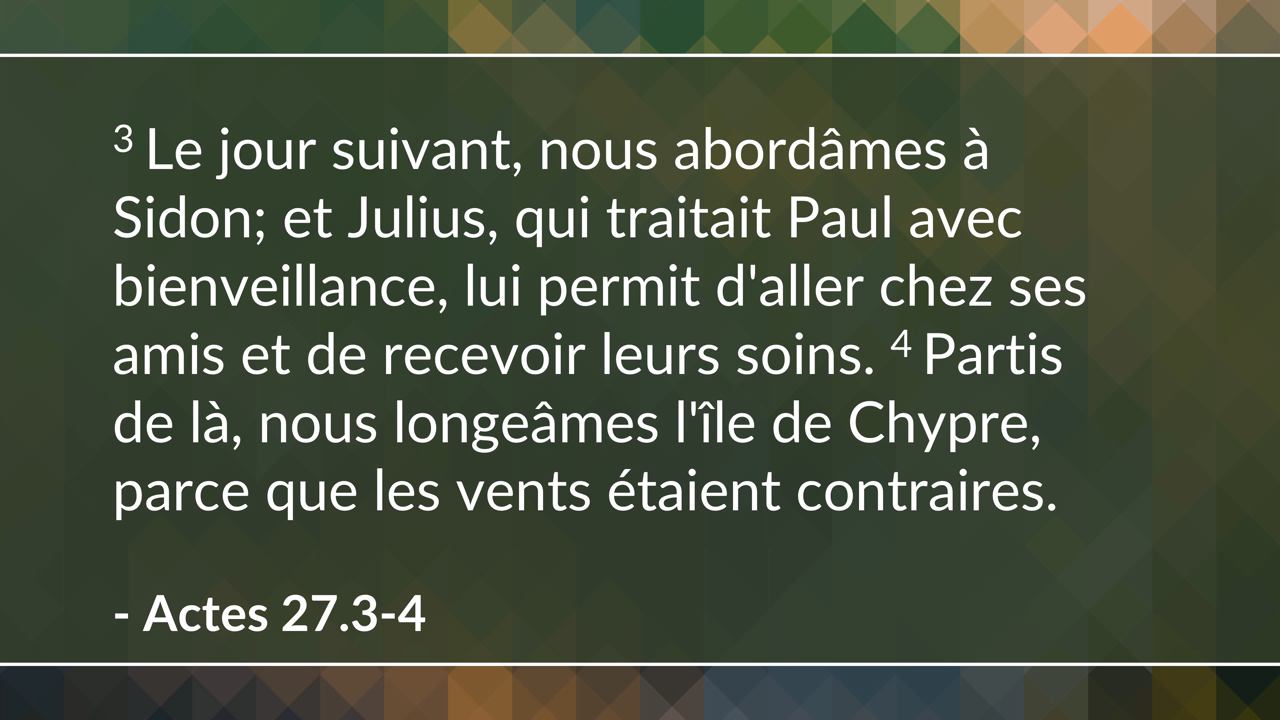 3 Le jour suivant, nous abordâmes à
Sidon; et Julius, qui traitait Paul avec
bienveillance, lui permit d'aller chez ses
amis et de recevoir leurs soins. 4 Partis
de là, nous longeâmes l'île de Chypre,
parce que les vents étaient contraires.
- Actes 27.3-4